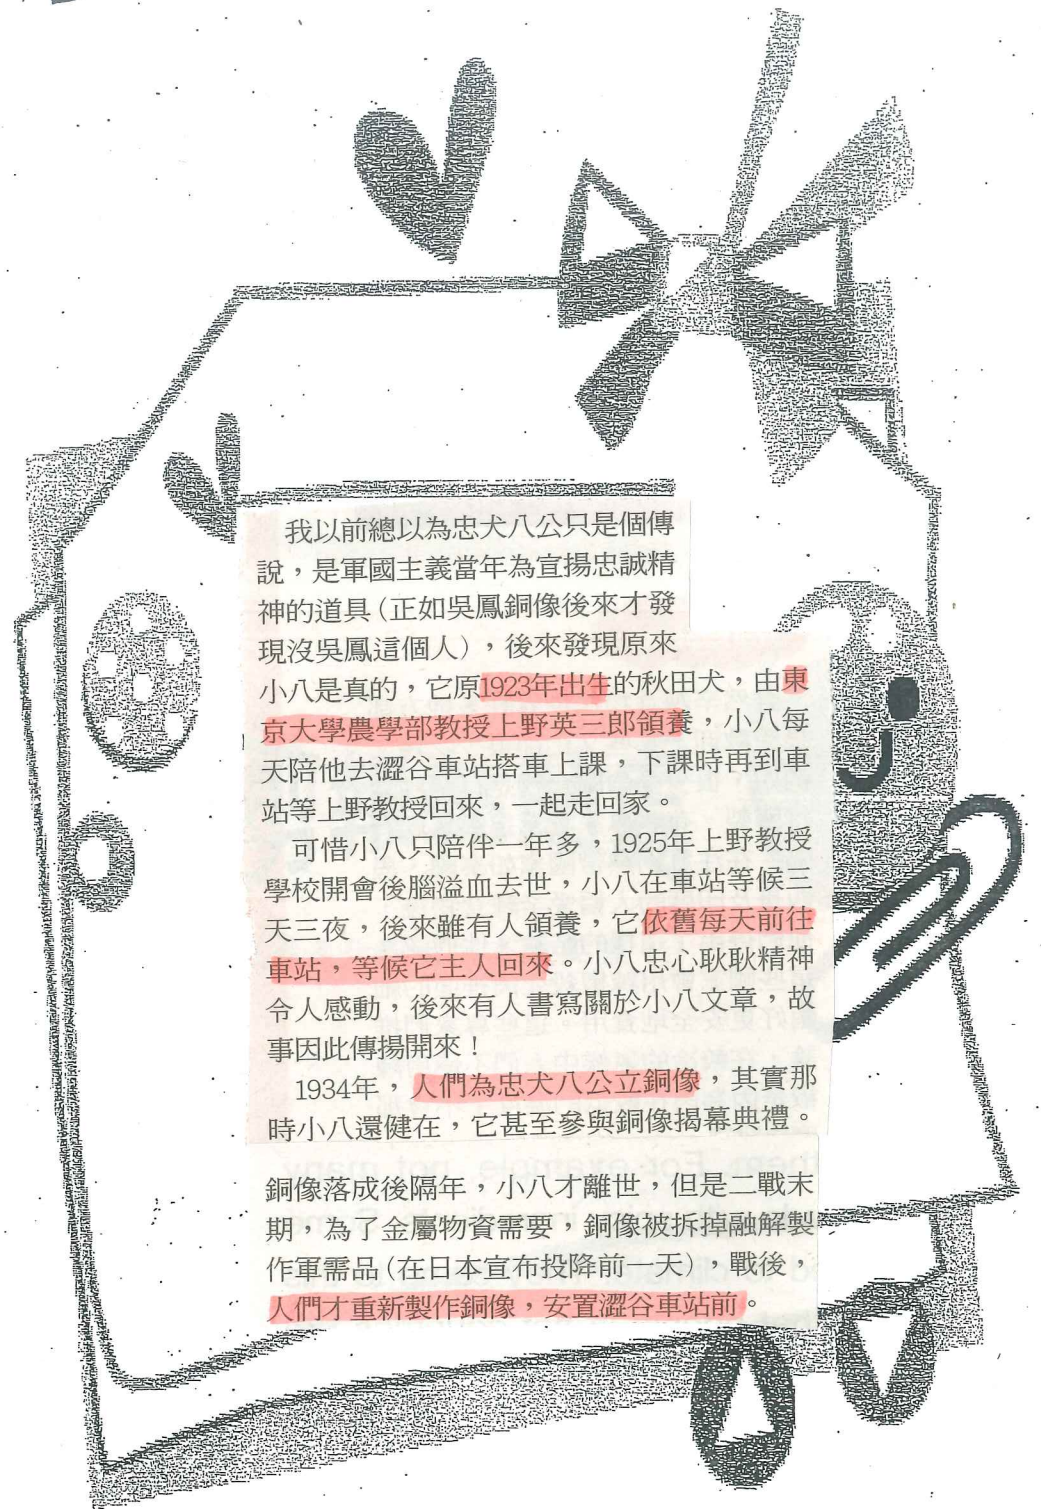 我以前總以為忠犬八公只是個傳
說，是軍國主義當年為宣揚忠誠精
神的道具(正如吳鳳銅像後來才發
現沒吳鳳這個人)，後來發現原來
小八是真的，它原1923年出生的秋田犬，由東
京大學農學部教授上野英三郎領養，小八每
天陪他去澀谷車站搭車上課，下課時再到車
站等上野教授回來，一起走回家。
可惜小八只陪伴一年多，1925年上野教授
學校開會後腦溢血去世，小八在車站等候三
天三夜，後來雖有人領養，它依舊每天前往
車站，等候它主人回來。小八忠心耿耿精神
令人感動，後來有人書寫關於小八文章，故
事因此傳揚開來！
1934年，人們為忠犬八公立銅像，其實那
時小八還健在，它甚至參與銅像揭幕典禮。
銅像落成後隔年，小八才離世，但是二戰末
期，為了金屬物資需要，銅像被拆掉融解製
作軍需品(在日本宣布投降前一天)，戰後，
人們才重新製作銅像，安置澀谷車站前。